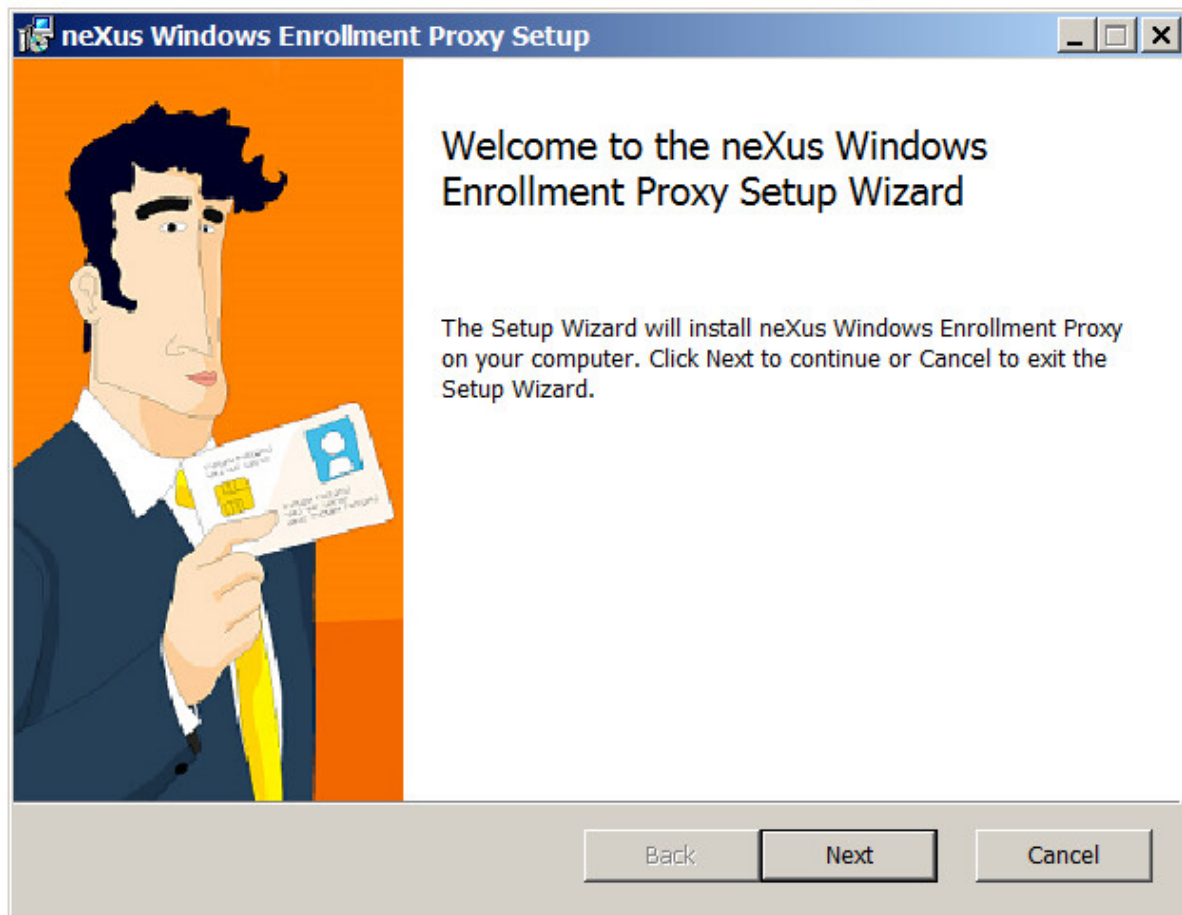 neXus Windows Enrollment Proxy Setup
Welcome to the neXus Windows
Enrollment Proxy Setup Wizard
The Setup Wizard will install neXus Windows Enrollment Proxy
on your computer. Click Next to continue or Cancel to exit the
Setup Wizard.
Back Next Cancel